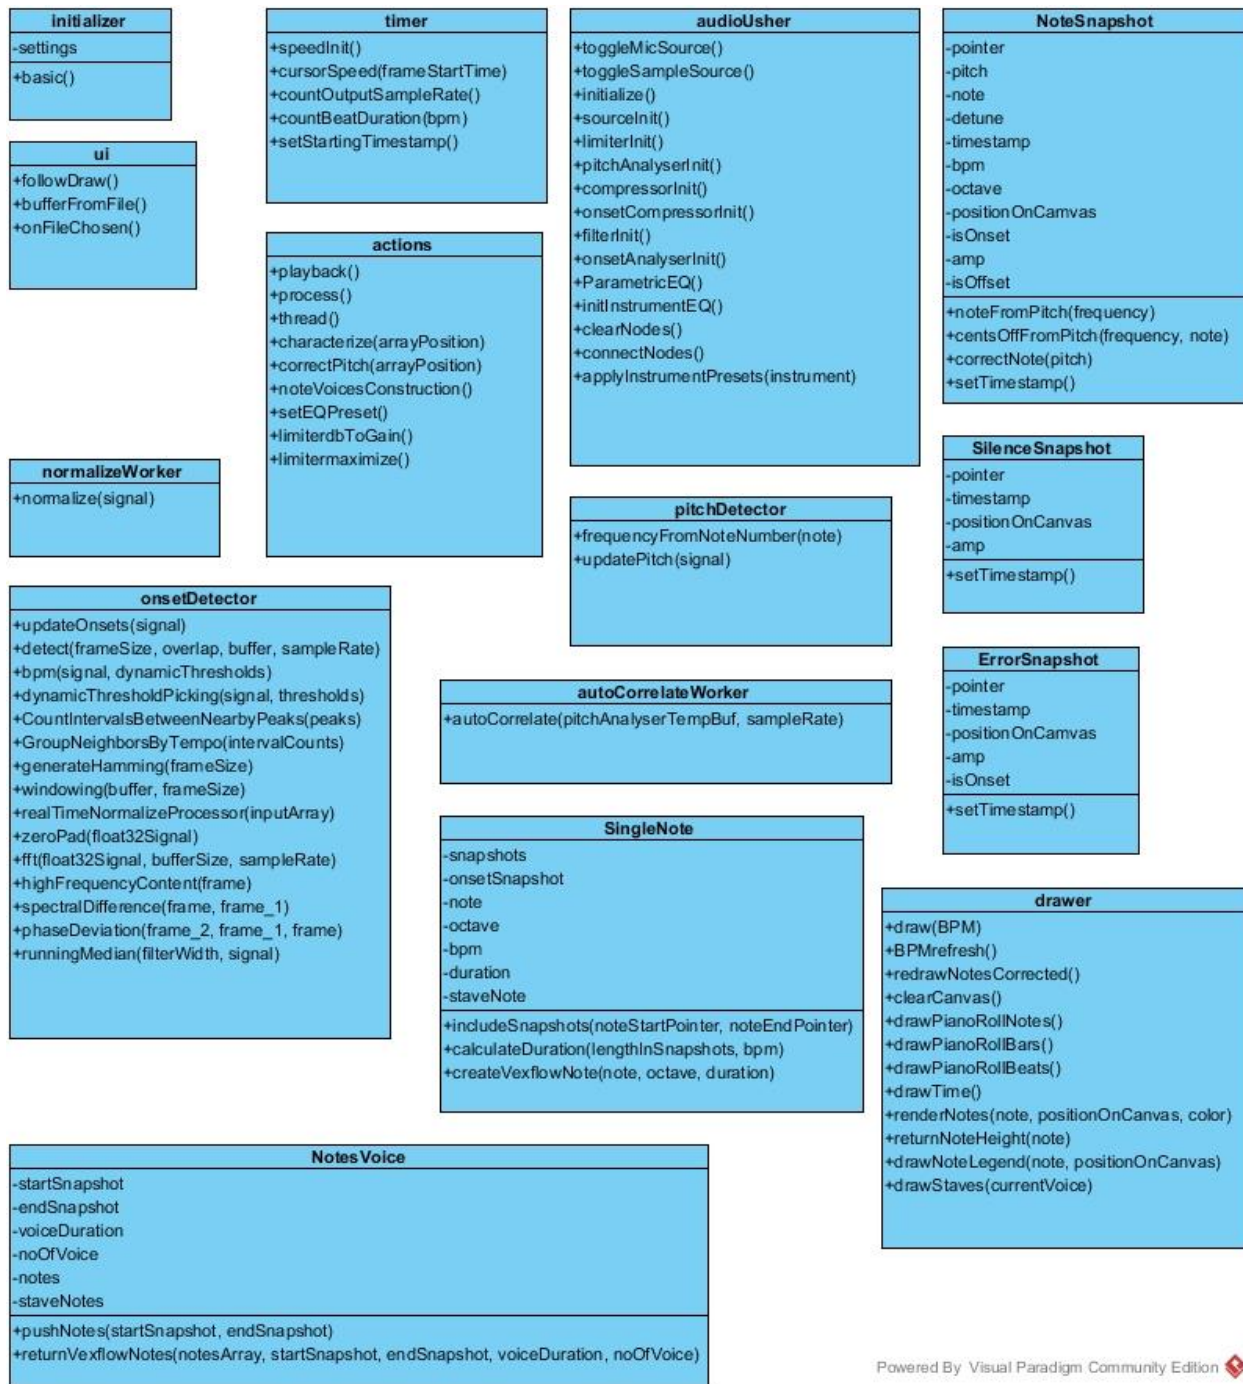 initializer
-settings
+basic()
ui
+followDraw()
+bufferFromFile()
+onFileChosen()
timer
+speedInit()
+cursorSpeed(frameStartTime)
+countOutputSampleRate()
+countBeatDuration(bpm)
+setStartingTimestamp()
actions
+playback()
+process()
+thread()
+characterize(arrayPosition)
+correctPitch(arrayPosition)
+noteVoicesConstruction()
+setEQPreset()
+limiterdbToGain()
+limitermaximize()
audioUsher
+toggleMicSource()
+toggleSampleSource()
+initialize()
+sourceInit()
+limiterInit()
+pitchAnalyserInit()
+compressorInit()
+onsetCompressorInit()
+filterInit()
+onsetAnalyserInit()
+ParametricEQ()
+initInstrumentEQ()
+clearNodes()
+connectNodes()
+applyInstrumentPresets(instrument)
NoteSnapshot
-pointer
-pitch
-note
-detune
-timestamp
-bpm
-octave
-positionOnCamvas
-isOnset
-amp
-isOffset
+noteFromPitch(frequency)
+centsOffFromPitch(frequency, note)
+correctNote(pitch)
+setTimestamp()
normalizeWorker
+normalize(signal)
pitchDetector
+frequencyFromNoteNumber(note)
+updatePitch(signal)
SilenceSnapshot
-pointer
-timestamp
-positionOnCanvas
-amp
+setTimestamp()
onsetDetector
+updateOnsets(signal)
+detect(frameSize, overlap, buffer, sampleRate)
+bpm(signal, dynamicThresholds)
+dynamicThresholdPicking(signal, thresholds)
+CountIntervalsBetweenNearbyPeaks(peaks)
+GroupNeighborsByTempo(intervalCounts)
+generateHamming(frameSize)
+windowing(buffer, frameSize)
+realTimeNormalizeProcessor(inputArray)
+zeroPad(float32Signal)
+fft(float32Signal, bufferSize, sampleRate)
+highFrequencyContent(frame)
+spectralDifference(frame, frame_1)
+phaseDeviation(frame_2, frame_1, frame)
+runningMedian(filterWidth, signal)
autoCorrelateWorker
+autoCorrelate(pitchAnalyserTempBuf, sampleRate)
ErrorSnapshot
-pointer
-timestamp
-positionOnCamvas
-amp
-isOnset
+setTimestamp()
SingleNote
-snapshots
-onsetSnapshot
-note
-octave
-bpm
-duration
-staveNote
+includeSnapshots(noteStartPointer, noteEndPointer)
+calculateDuration(lengthInSnapshots, bpm)
+createVexflowNote(note, octave, duration)
drawer
+draw(BPM)
+BPMrefresh()
+redrawNotesCorrected()
+clearCanvas()
+drawPianoRollNotes()
+drawPianoRollBars()
+drawPianoRollBeats()
+drawTime()
+renderNotes(note, positionOnCanvas, color)
+returnNoteHeight(note)
+drawNoteLegend(note, positionOnCanvas)
+drawStaves(currentVoice)
NotesVoice
-startSnapshot
-endSnapshot
-voiceDuration
-noOfVoice
-notes
-staveNotes
+pushNotes(startSnapshot, endSnapshot)
+returnVexflowNotes(notesArray, startSnapshot, endSnapshot, voiceDuration, noOfVoice)
Powered By Visual Paradigm Community Edition